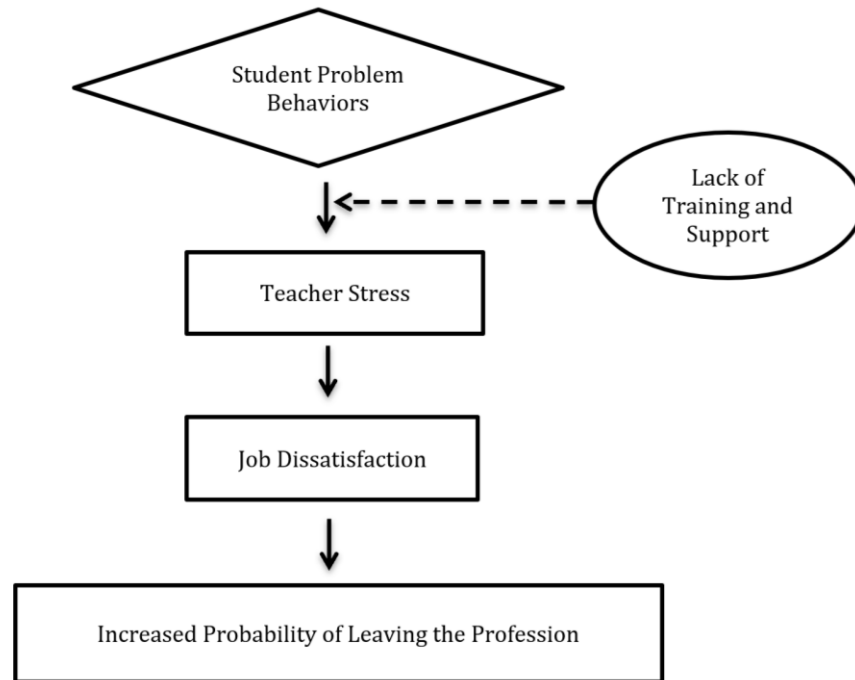 Student Problem
Behaviors
Lack of
Training and
Support
Teacher Stress
Job Dissatisfaction
Increased Probability of Leaving the Profession